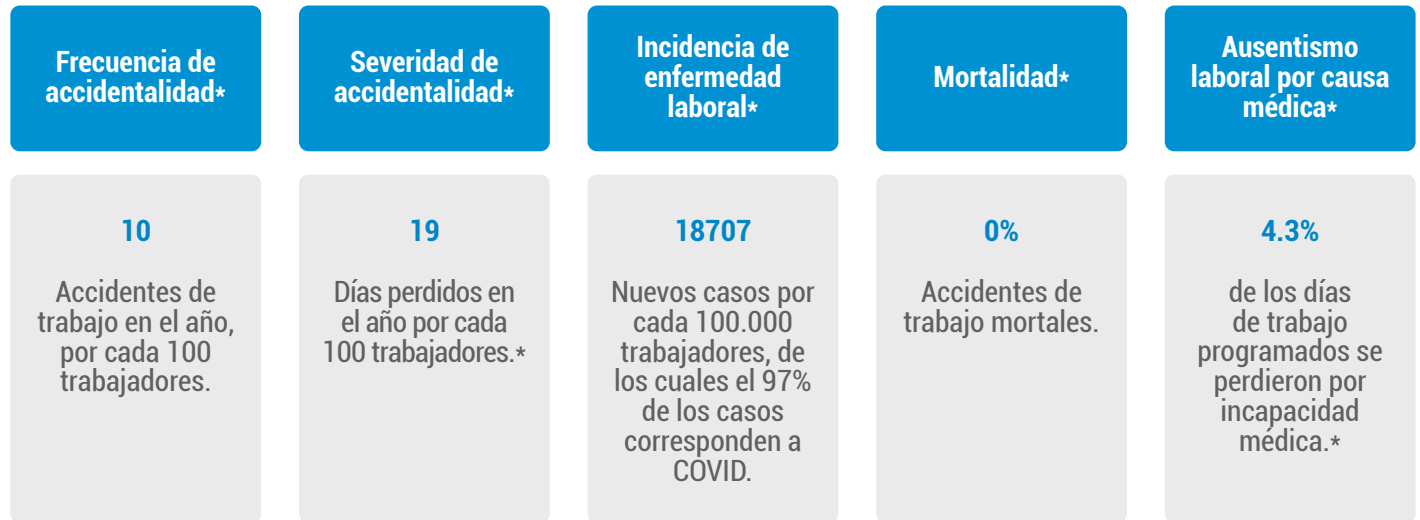 Frecuencia de
accidentalidad*
Severidad de
accidentalidad*
Incidencia de
enfermedad
laboral*
Mortalidad*
Ausentismo
laboral por causa
médica*
10
Accidentes de
trabajo en el año,
por cada 100
trabajadores.
19
Días perdidos en
el año por cada
100 trabajadores.*
18707
Nuevos casos por
cada 100.000
trabajadores, de
los cuales el 97%
de los casos
corresponden a
COVID.
0%
Accidentes de
trabajo mortales.
4.3%
de los días
de trabajo
programados se
perdieron por
incapacidad
médica.*